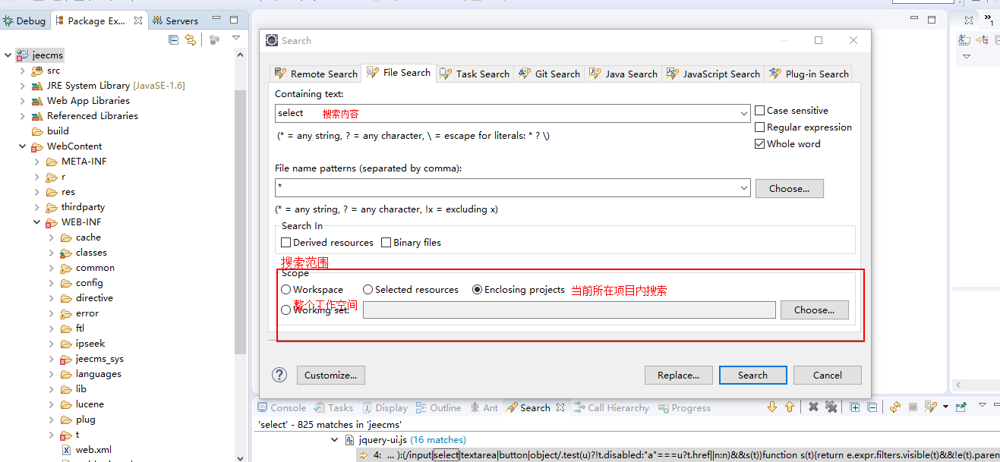 Debug
Package Ex...
Servers
jeecms
src
JRE System Library [JavaSE-1.6]
Web App Libraries
Referenced Libraries
build
WebContent
META-INF
r
res
thirdparty
WEB-INF
cache
classes
common
config
directive
error
ftl
ipseek
jeecms_sys
languages
lib
lucene
plug
t
web.xml
Search
Remote Search
File Search
Task Search
Git Search
Java Search
JavaScript Search
Plug-in Search
Containing text:
select 搜索内容
Case sensitive
Regular expression
Whole word
(* = any string, ? = any character, \ = escape for literals: * ? \)
File name patterns (separated by comma):
*
Choose...
(* = any string, ? = any character, !x = excluding x)
Search In
Derived resources
Binary files
搜索范围
Scope
Workspace
Selected resources
Enclosing projects 当前所在项目内搜索
整个工作空间
Working set:
Choose...
Customize...
Replace...
Search
Cancel
Console
Tasks
Display
Outline
Ant
Search
Call Hierarchy
Progress
'select' - 825 matches in 'jeecms'
jquery-ui.js (16 matches)
4: ... ):(/input|select|textarea|button|object/.test(u)?!t.disabled:"a"===u?t.href||n:n)&&s(t)}function s(t){return e.expr.filters.visible(t)&&!e(t).paren
»1